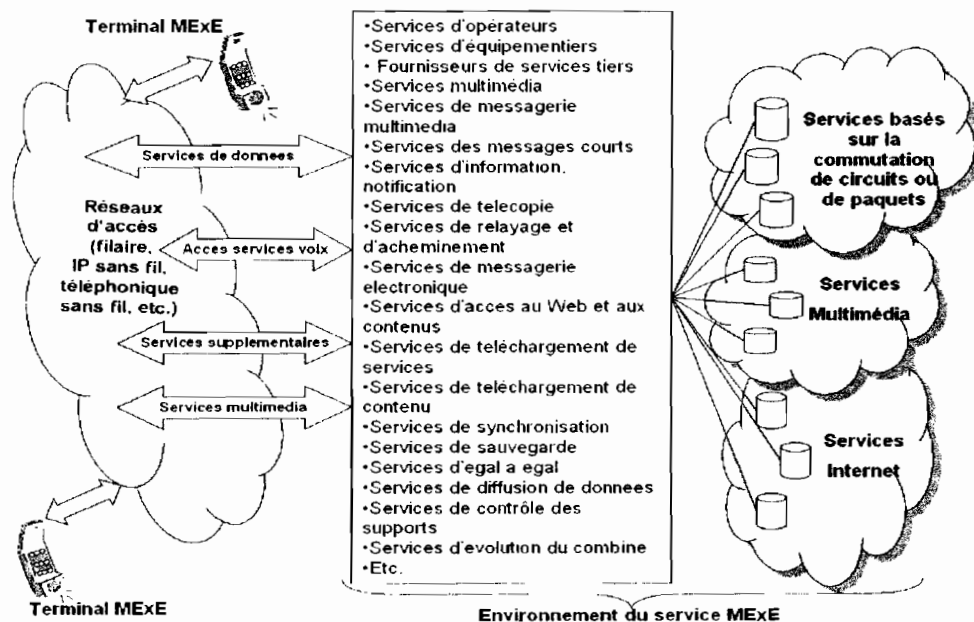 Terminal MExE
Réseaux
d'accès
(filaire,
IP sans fil,
téléphonique
sans fil, etc.)
Services de donnees
Acces services voix
Services supplementaires
Services multimedia
Terminal MExE
•Services d'opérateurs
•Services d'équipementiers
• Fournisseurs de services tiers
•Services multimédia
•Services de messagerie
multimedia
•Services des messages courts
•Services d'information,
notification
•Services de telecopie
•Services de relayage et
d'acheminement
•Services de messagerie
electronique
•Services d'acces au Web et aux
contenus
•Services de teléchargement de
services
•Services de teléchargement de
contenu
•Services de synchronisation
•Services de sauvegarde
•Services d'egal a egal
•Services de diffusion de donnees
•Services de contrôle des
supports
•Services d'evolution du combine
•Etc.
Services basés
sur la
commutation
de circuits ou
de paquets
Services
Multimédia
Services
Internet
Environnement du service MExE